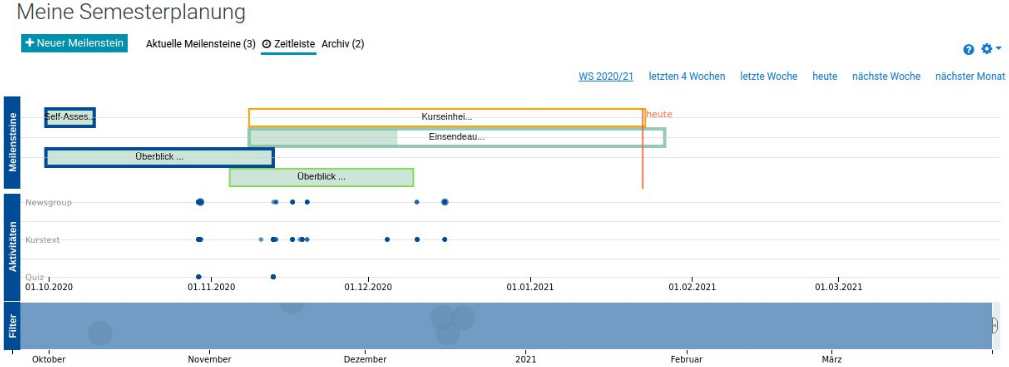 Meine Semesterplanung
+ Neuer Meilenstein Aktuelle Meilensteine (3) Zeitleiste Archiv (2)
WS 2020/21 letzten 4 Wochen letzte Woche heute nächste Woche nächster Monat
Meilensteine
Self-Asses... Kurseinhei... heute
Einsendeau...
Überblick ...
Überblick ...
Aktivitäten
Newsgroup
Kurstext
Quiz
01.10.2020 01.11.2020 01.12.2020 01.01.2021 01.02.2021 01.03.2021
Filter
Oktober November Dezember 2021 Februar März